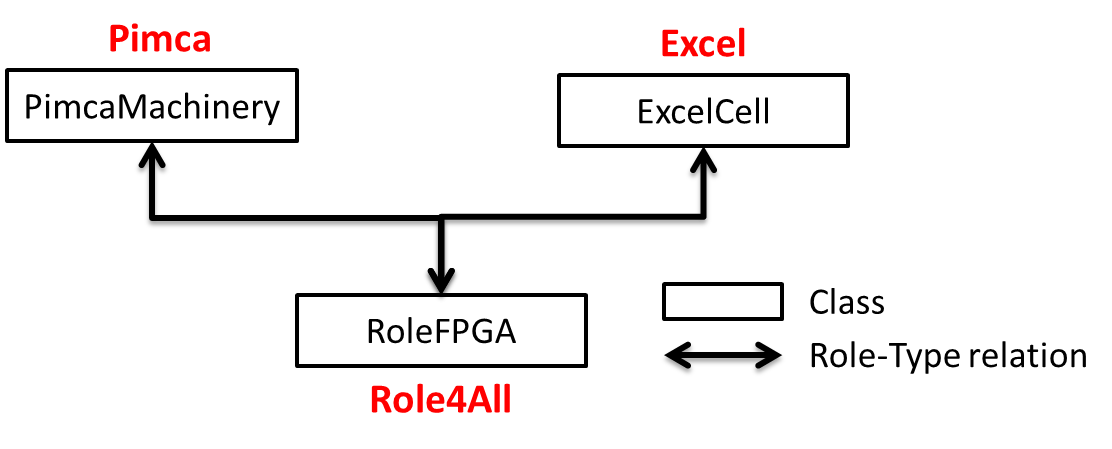 Pimca
Excel
PimcaMachinery
ExcelCell
RoleFPGA
Role4All
Class
Role-Type relation